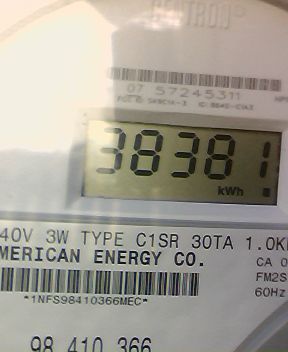 CENTRON®
07 57245311
38381
kWh
40V 3W TYPE C1SR 30TA 1.0K
MERICAN ENERGY CO.
CA 0
FM2S
60Hz
*1NFS98410366MEC*
98 410 366